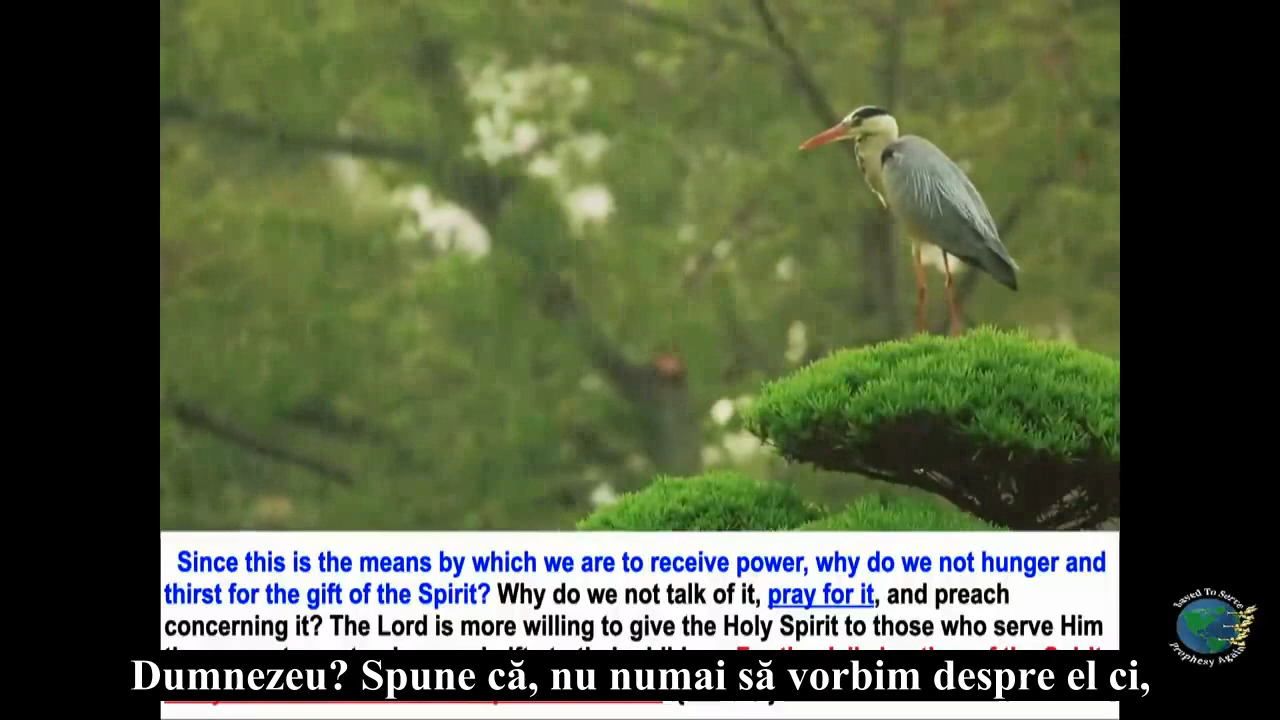 Since this is the means by which we are to receive power, why do we not hunger and
thirst for the gift of the Spirit? Why do we not talk of it, pray for it, and preach
concerning it? The Lord is more willing to give the Holy Spirit to those who serve Him
Dumnezeu? Spune că, nu numai să vorbim despre el ci,
Prophesy Again